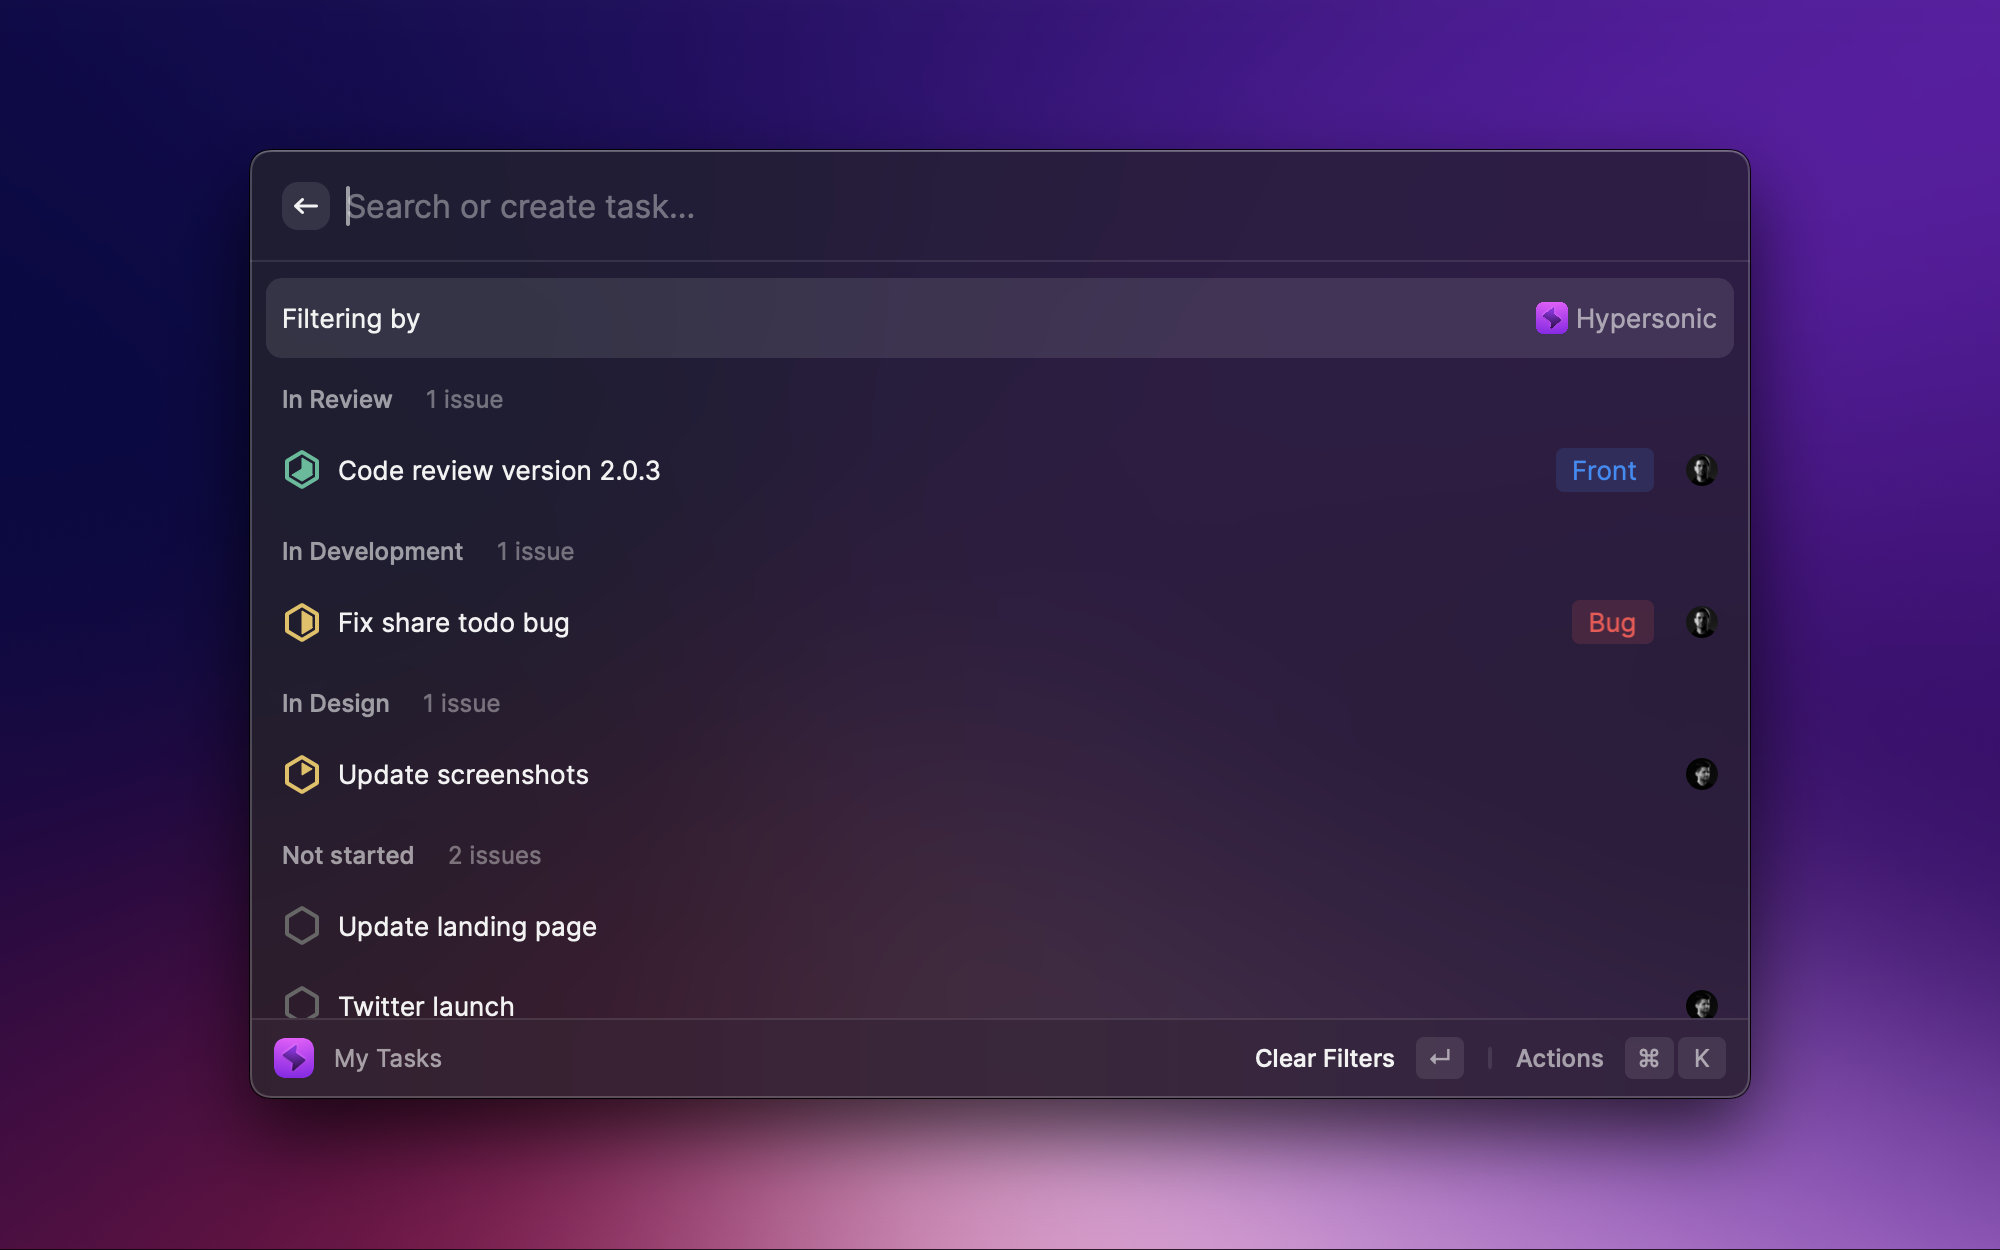 Search or create task...
Filtering by Hypersonic
In Review 1 issue
Code review version 2.0.3 Front
In Development 1 issue
Fix share todo bug Bug
In Design 1 issue
Update screenshots
Not started 2 issues
Update landing page
Twitter launch
My Tasks Clear Filters ↵ Actions ⌘ K